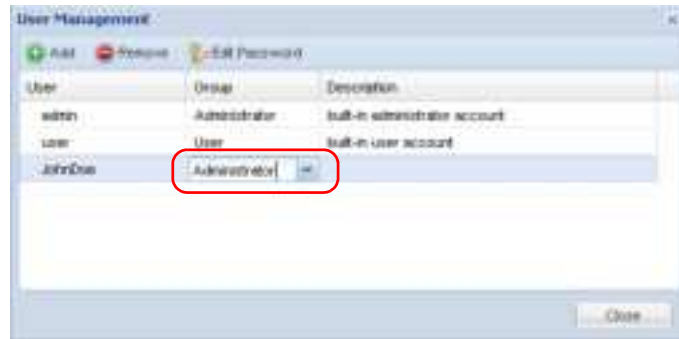 User Management
Add Remove Edit Password
User Group Description
admin Administrator built-in administrator account
user User built-in user account
JohnDoe Administrator
Close